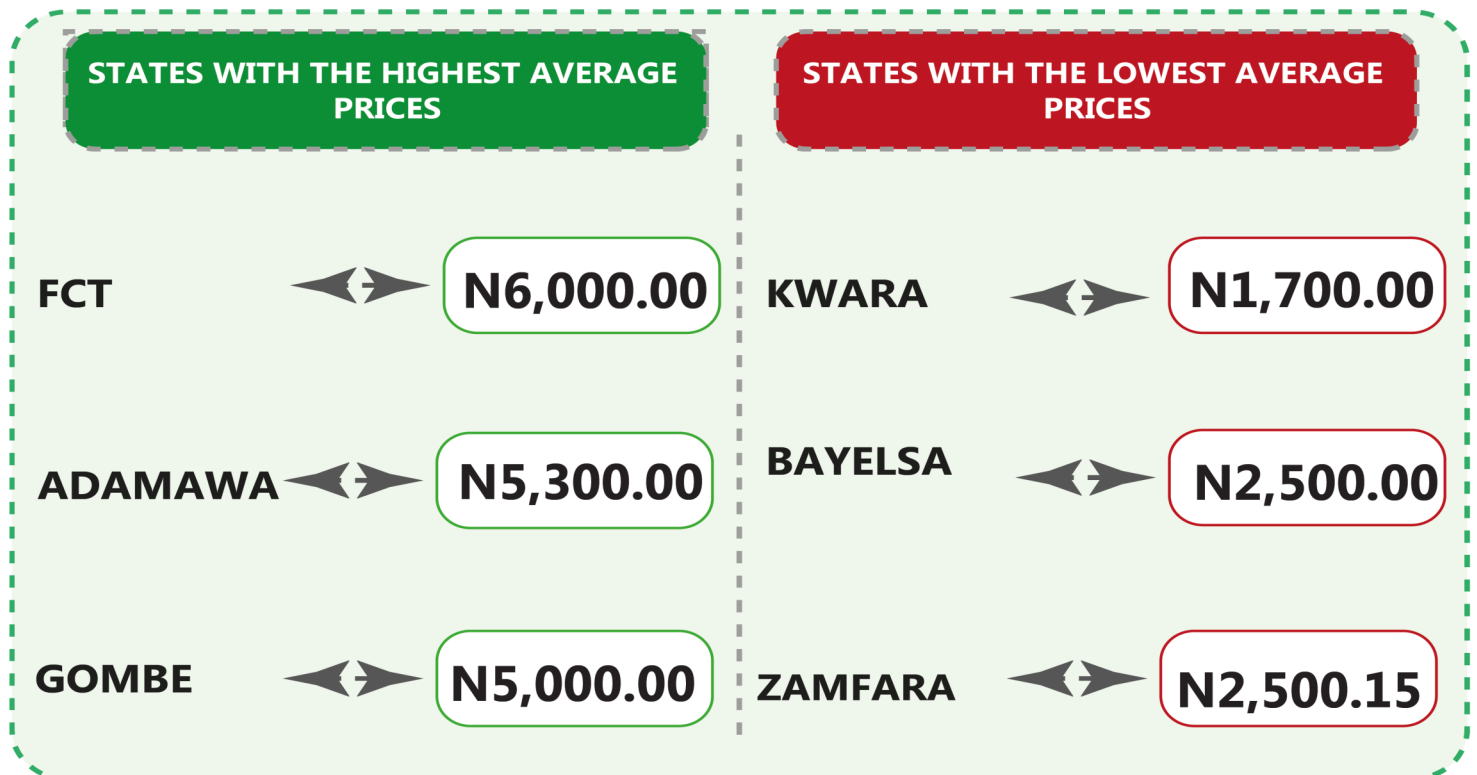 STATES WITH THE HIGHEST AVERAGE
PRICES
FCT N6,000.00
ADAMAWA N5,300.00
GOMBE N5,000.00
STATES WITH THE LOWEST AVERAGE
PRICES
KWARA N1,700.00
BAYELSA N2,500.00
ZAMFARA N2,500.15